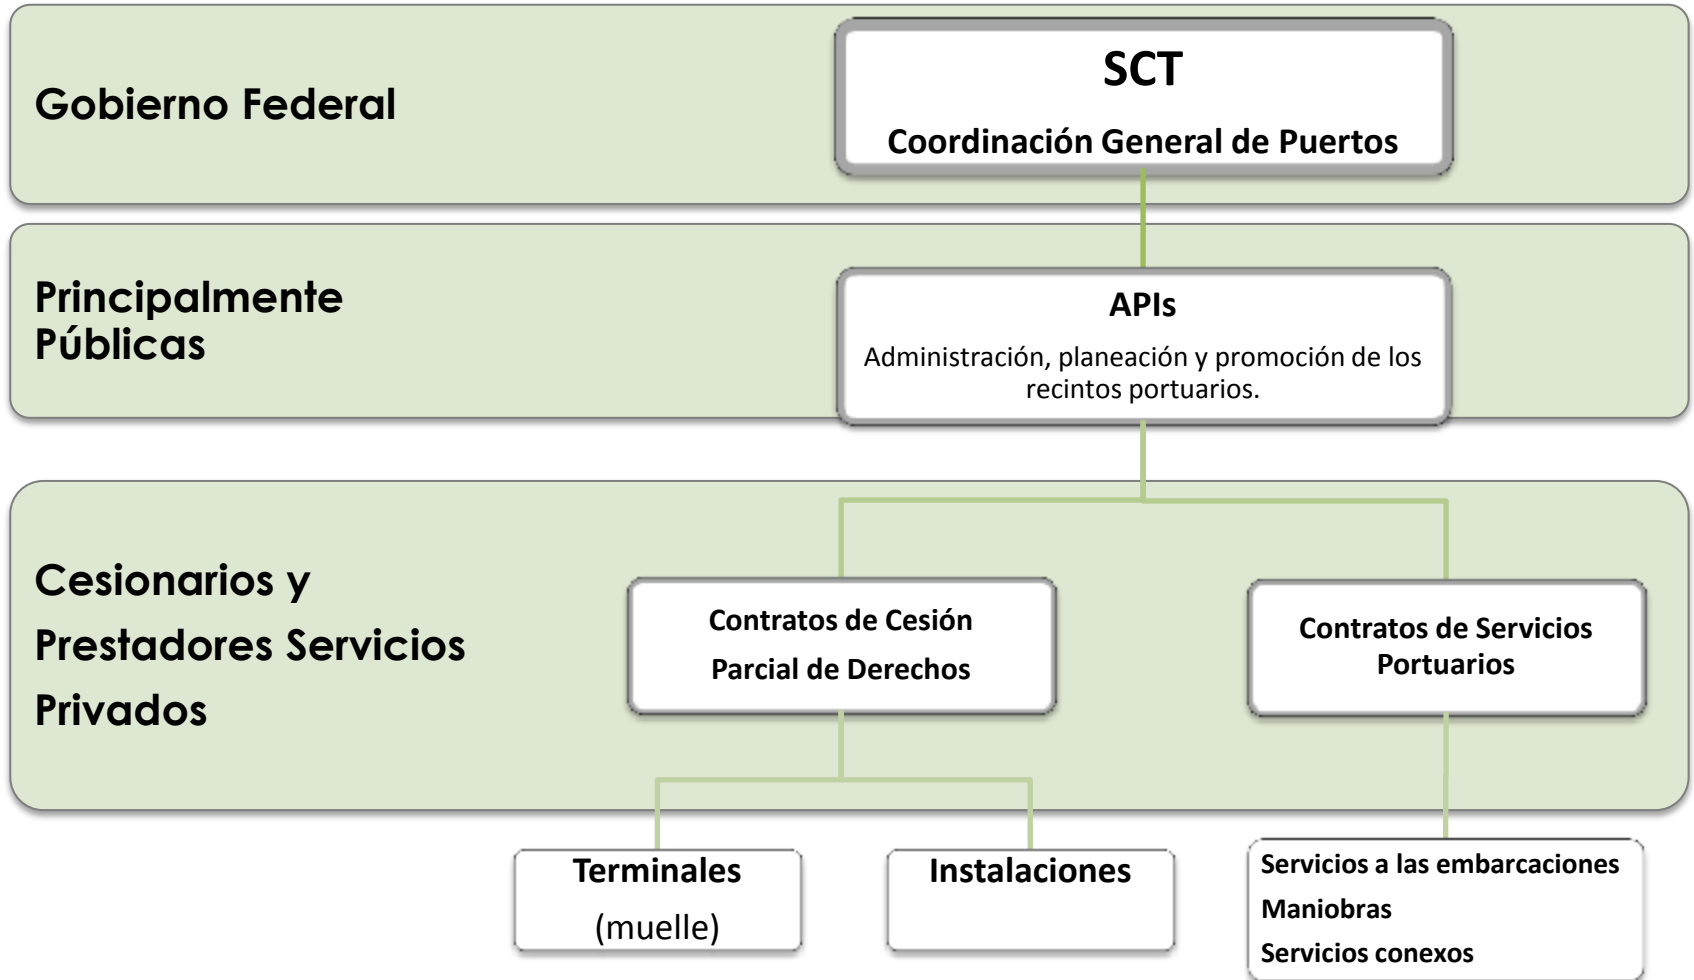 Gobierno Federal
SCT
Coordinación General de Puertos
Principalmente
Públicas
APIs
Administración, planeación y promoción de los
recintos portuarios.
Cesionarios y
Prestadores Servicios
Privados
Contratos de Cesión
Parcial de Derechos
Contratos de Servicios
Portuarios
Terminales
(muelle)
Instalaciones
Servicios a las embarcaciones
Maniobras
Servicios conexos